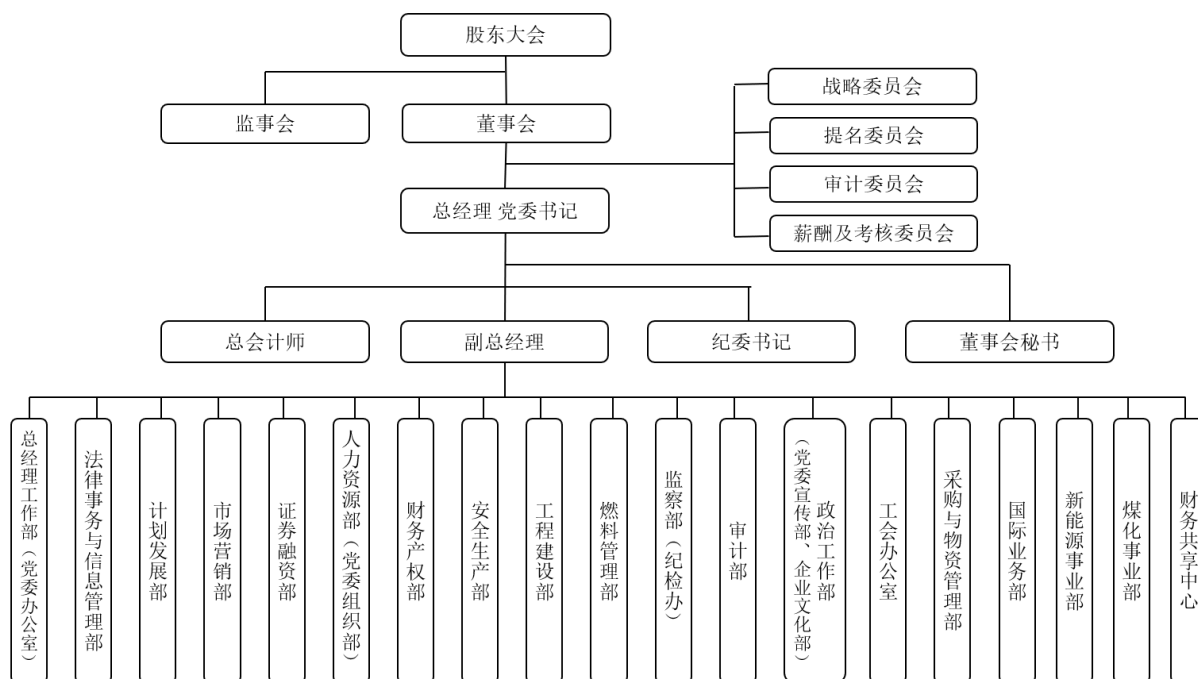 股东大会
战略委员会
监事会
董事会
提名委员会
审计委员会
总经理 党委书记
薪酬及考核委员会
总会计师
副总经理
纪委书记
董事会秘书
总经理工作部（党委办公室）
法律事务与信息管理部
计划发展部
市场营销部
证券融资部
人力资源部（党委组织部）
财务产权部
安全生产部
工程建设部
燃料管理部
监察部（纪检办）
审计部
政治工作部
（党委宣传部、企业文化部）
工会办公室
采购与物资管理部
国际业务部
新能源事业部
煤化事业部
财务共享中心